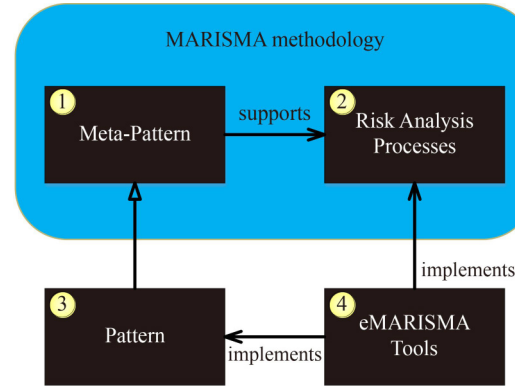 MARISMA methodology
1
Meta-Pattern
supports
2
Risk Analysis
Processes
implements
3
Pattern
implements
4
eMARISMA
Tools